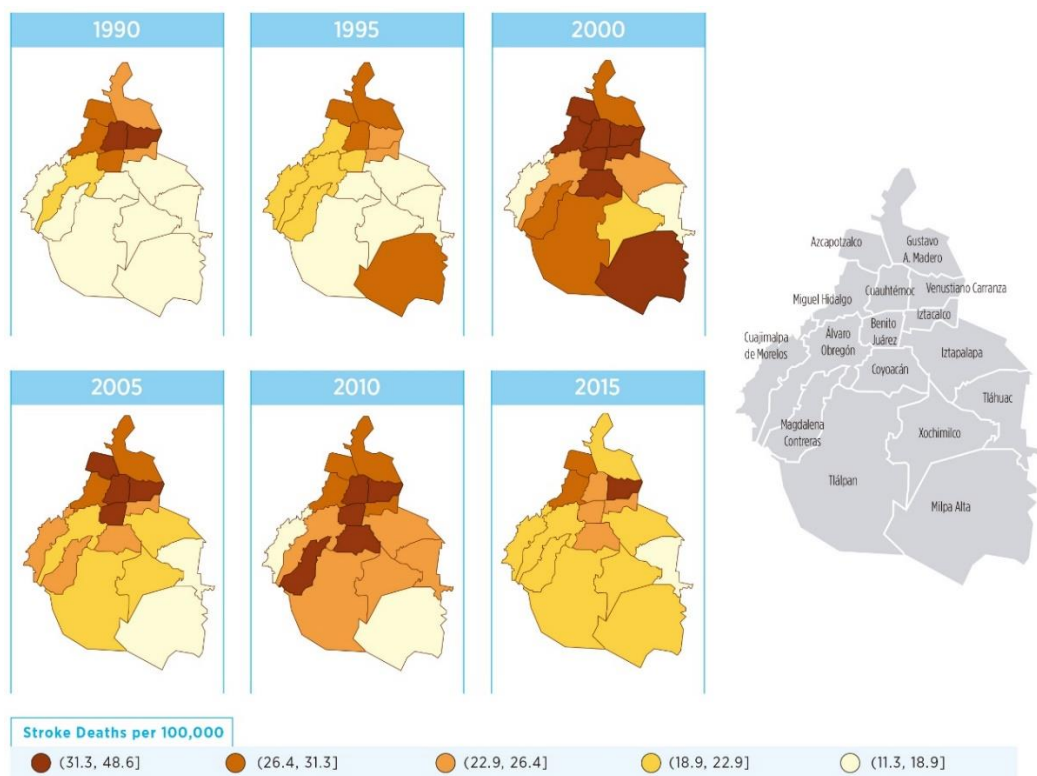 1990
1995
2000
Azcapotzalco
Gustavo
A. Madero
Miguel Hidalgo
Cuauhtémoc
Venustiano Carranza
Iztacalco
Cuajimalpa
de Morelos
Álvaro
Obregón
Benito
Juárez
Iztapalapa
Coyoacán
Tláhuac
Magdalena
Contreras
Xochimilco
Tlálpan
Milpa Alta
2005
2010
2015
Stroke Deaths per 100,000
(31.3, 48.6]
(26.4, 31.3]
(22.9, 26.4]
(18.9, 22.9]
(11.3, 18.9]